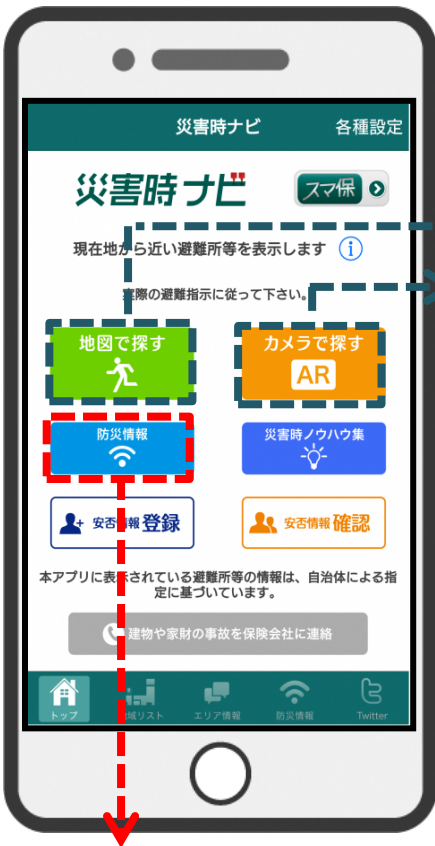 災害時ナビ
各種設定
災害時ナビ
スマ保
現在地から近い避難所等を表示します
実際の避難指示に従って下さい。
地図で探す
カメラで探す
AR
防災情報
災害時ノウハウ集
安否情報 登録
安否情報 確認
本アプリに表示されている避難所等の情報は、自治体による指
定に基づいています。
建物や家財の事故を保険会社に連絡
トップ
地域リスト
エリア情報
防災情報
Twitter